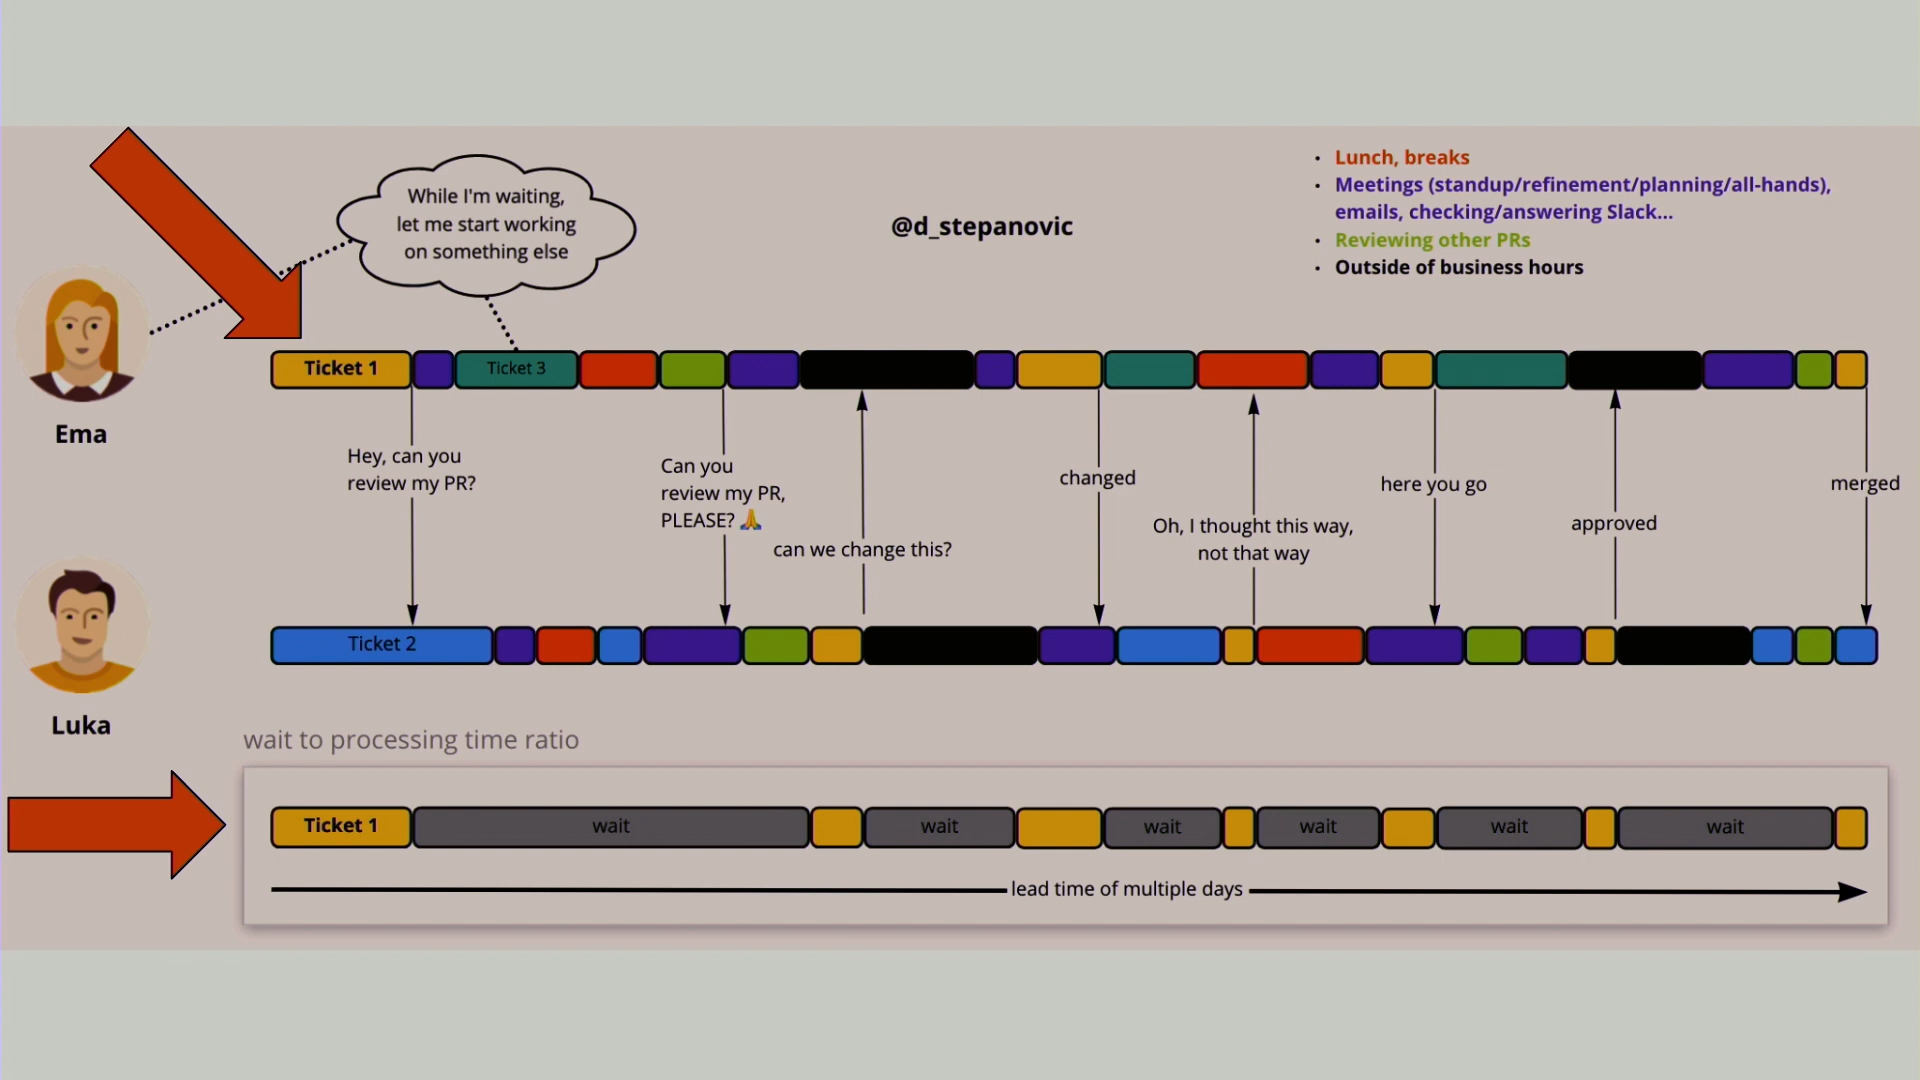 While I'm waiting,
let me start working
on something else
@d_stepanovic
• Lunch, breaks
• Meetings (standup/refinement/planning/all-hands),
emails, checking/answering Slack...
• Reviewing other PRs
• Outside of business hours
Ema
Ticket 1
Ticket 3
Hey, can you
review my PR?
Can you
review my PR,
PLEASE? 🙏
can we change this?
changed
Oh, I thought this way,
not that way
here you go
approved
merged
Luka
Ticket 2
wait to processing time ratio
Ticket 1
wait
wait
wait
wait
wait
wait
lead time of multiple days